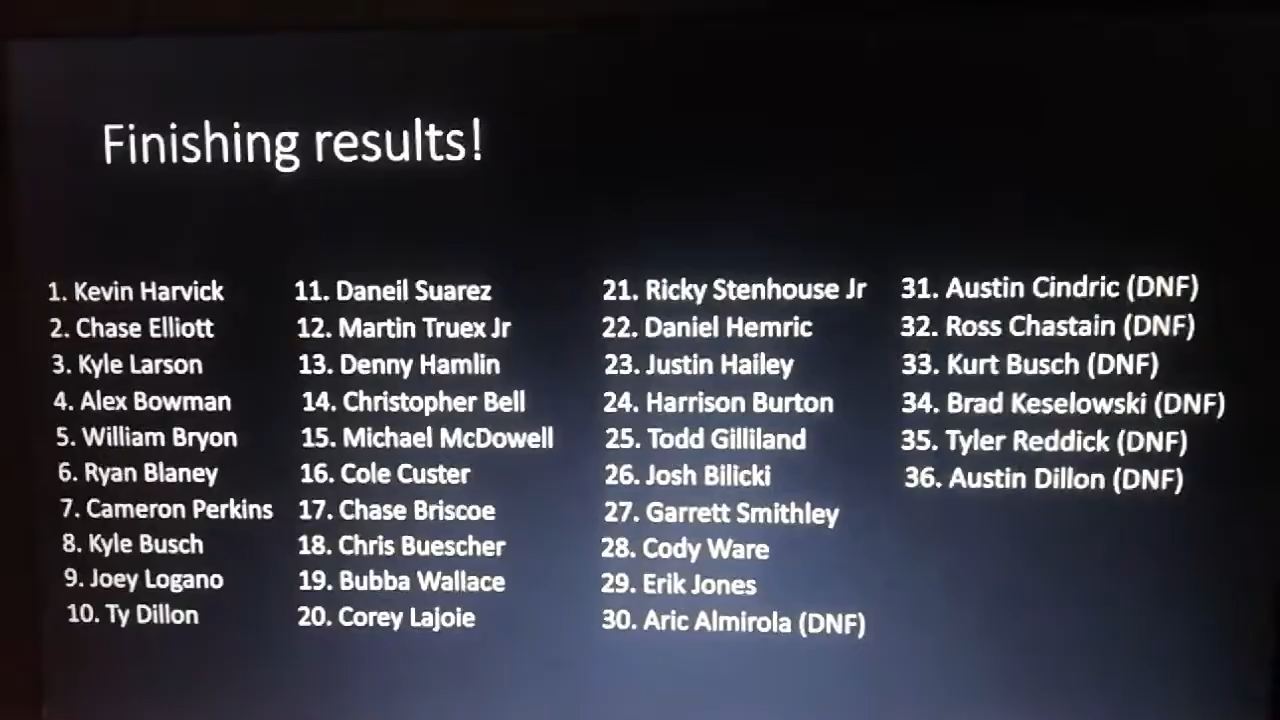 Finishing results!
1. Kevin Harvick
2. Chase Elliott
3. Kyle Larson
4. Alex Bowman
5. William Bryon
6. Ryan Blaney
7. Cameron Perkins
8. Kyle Busch
9. Joey Logano
10. Ty Dillon
11. Daneil Suarez
12. Martin Truex Jr
13. Denny Hamlin
14. Christopher Bell
15. Michael McDowell
16. Cole Custer
17. Chase Briscoe
18. Chris Buescher
19. Bubba Wallace
20. Corey Lajoie
21. Ricky Stenhouse Jr
22. Daniel Hemric
23. Justin Hailey
24. Harrison Burton
25. Todd Gilliland
26. Josh Bilicki
27. Garrett Smithley
28. Cody Ware
29. Erik Jones
30. Aric Almirola (DNF)
31. Austin Cindric (DNF)
32. Ross Chastain (DNF)
33. Kurt Busch (DNF)
34. Brad Keselowski (DNF)
35. Tyler Reddick (DNF)
36. Austin Dillon (DNF)